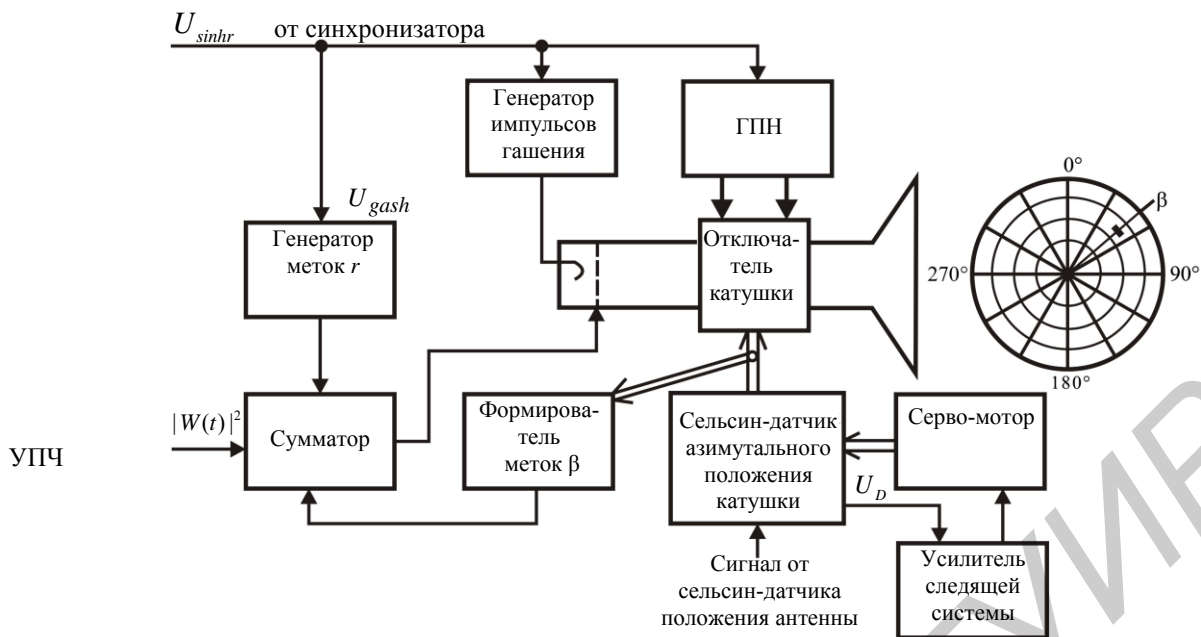 U_sinhr от синхронизатора
Генератор
импульсов
гашения
ГПН
U_gash
Генератор
меток r
Отключа-
тель
катушки
0°
β
270°
90°
180°
УПЧ
|W(t)|²
Сумматор
Формирова-
тель
меток β
Сельсин-датчик
азимутального
положения
катушки
Серво-мотор
U_D
Сигнал от
сельсин-датчика
положения антенны
Усилитель
следящей
системы